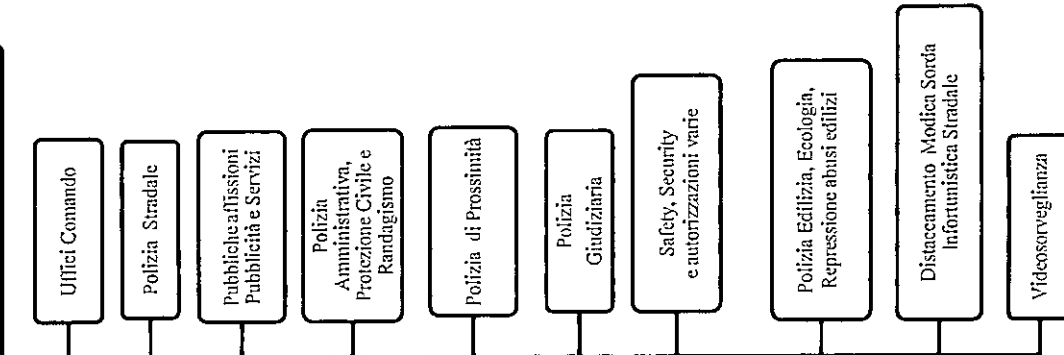 Uffici Comando
Polizia Stradale
Pubbliche affissioni
Pubblicità e Servizi
Polizia
Amministrativa,
Protezione Civile e
Randagismo
Polizia di Prossimità
Polizia
Giudiziaria
Safety, Security
e autorizzazioni varie
Polizia Edilizia, Ecologia,
Repressione abusi edilizi
Distaccamento Modica Sorda
Infortunistica Stradale
Videosorveglianza